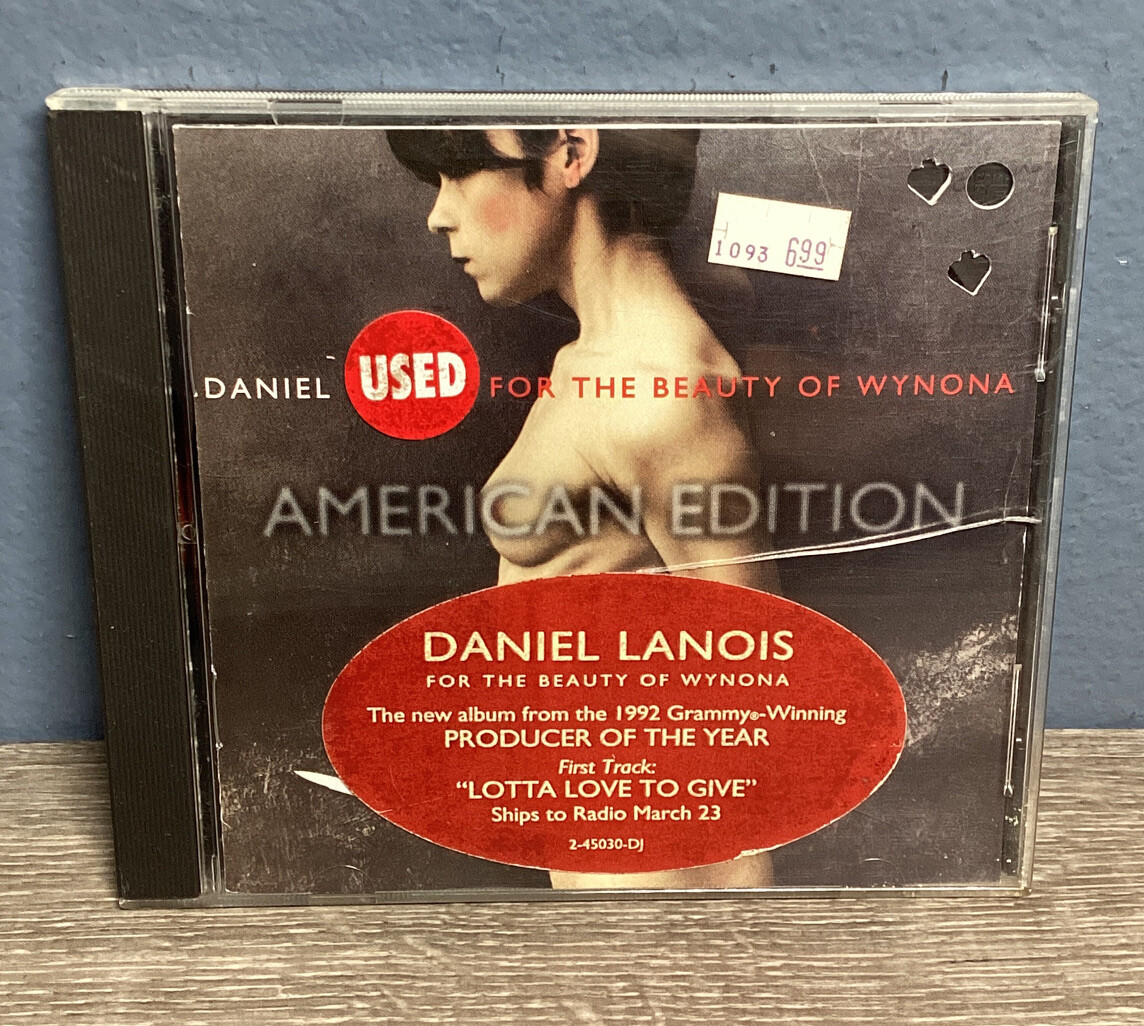 1093 699
DANIEL USED FOR THE BEAUTY OF WYNONA
AMERICAN EDITION
DANIEL LANOIS
FOR THE BEAUTY OF WYNONA
The new album from the 1992 Grammy®-Winning
PRODUCER OF THE YEAR
First Track:
“LOTTA LOVE TO GIVE”
Ships to Radio March 23
2-45030-DJ